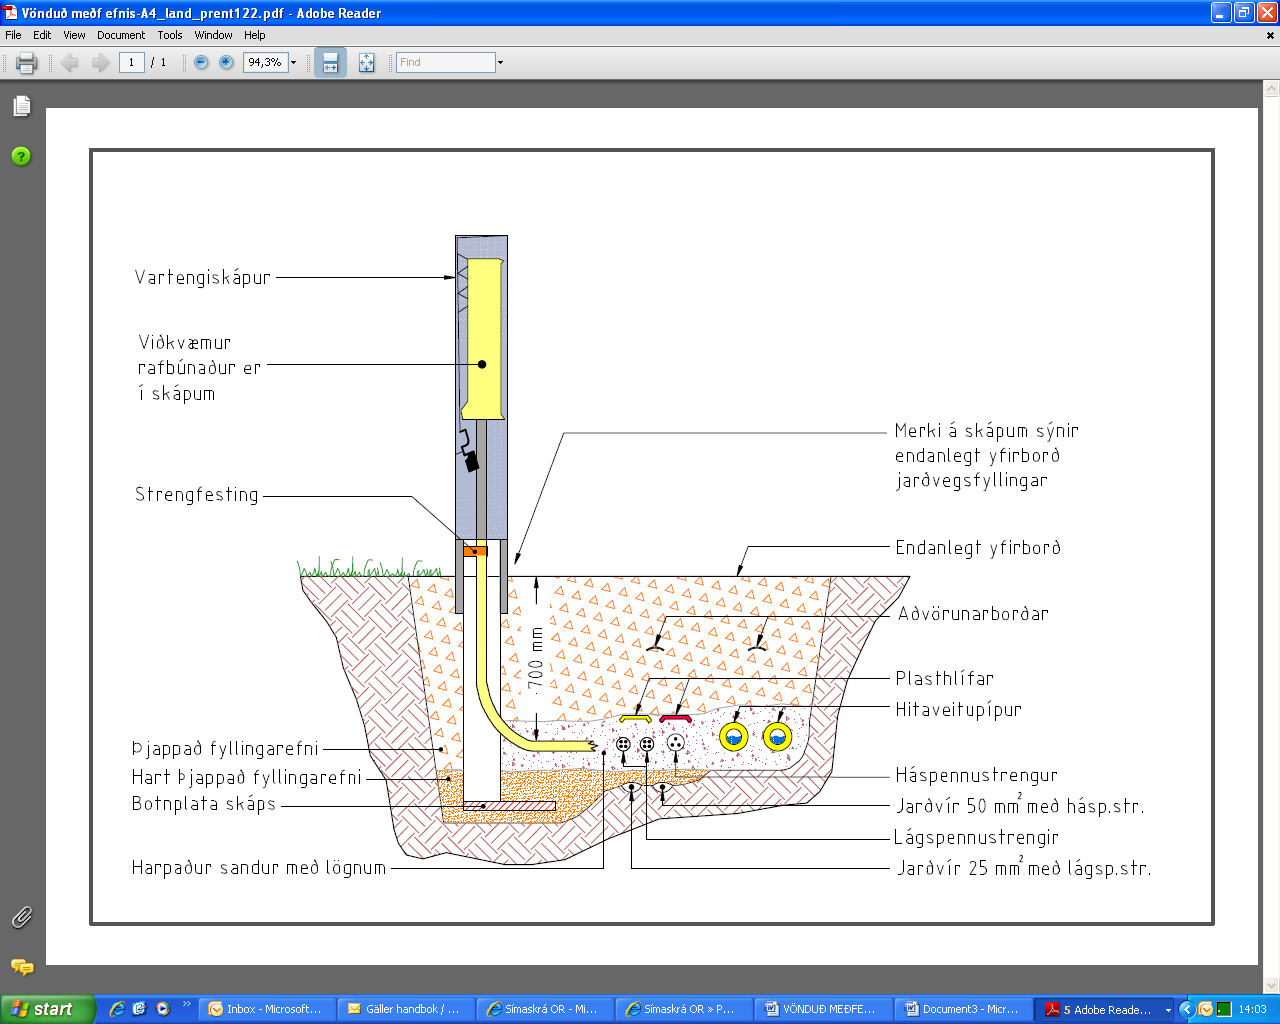 Vönduð meðf efnis-A4_land_prent122.pdf - Adobe Reader
File Edit View Document Tools Window Help
1 / 1 94,3% Find
Vartengiskápur
Viðkvæmur
rafbúnaður er
í skápum
Merki á skápum sýnir
endanlegt yfirborð
jarðvegsfyllingar
Strengfesting
Endanlegt yfirborð
Aðvörunarborðar
700 mm
Plasthlífar
Hitaveitupípur
Þjappað fyllingarefni
Hart Þjappað fyllingarefni
Botnplata skáps
Háspennustrengur
Jarðvír 50 mm² með hásp.str.
Lágspennustrengir
Harpaður sandur með lögnum
Jarðvír 25 mm² með lágsp.str.
start Inbox - Microsoft... Gäller handbok / ... Símaskrá OR - Mi... Símaskrá OR » P... VÖNDUÐ MEÐFE... Document3 - Micr... 5 Adobe Reade... 14:03